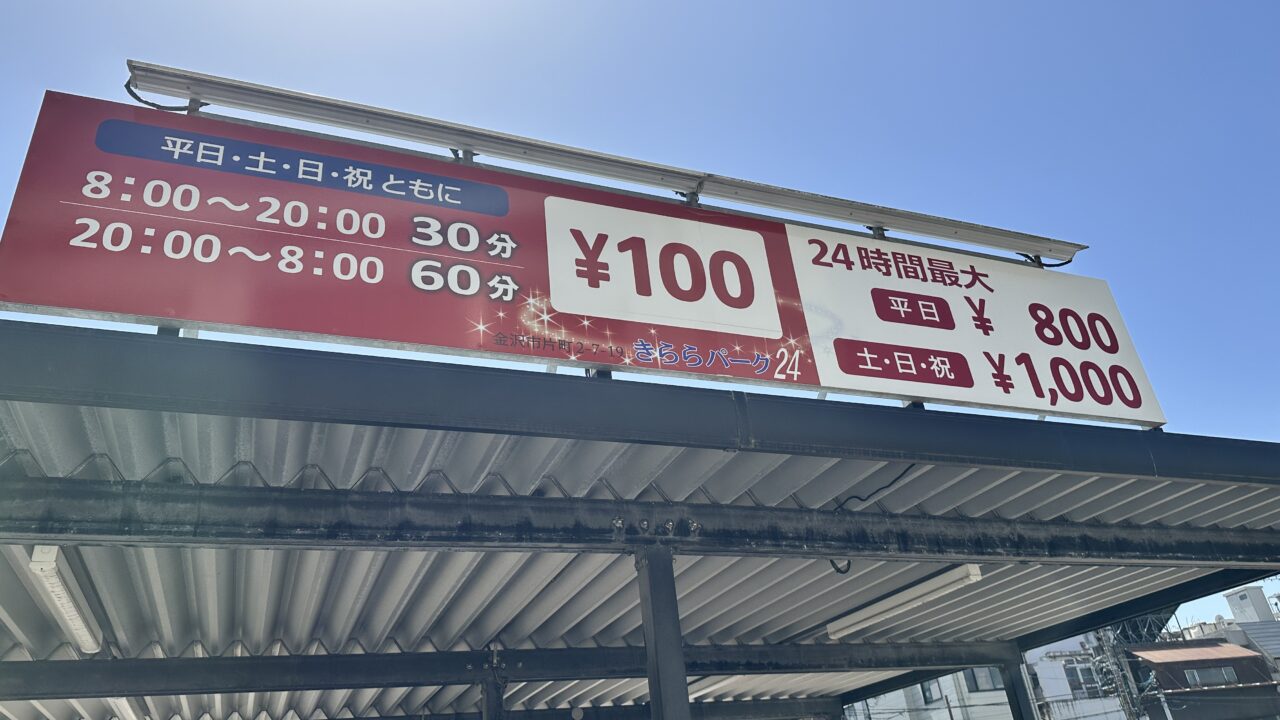 平日・土・日・祝 ともに
8:00～20:00 30分
20:00～8:00 60分
¥100
金沢市片町2-7-19 きららパーク24
24時間最大
平日 ¥800
土・日・祝 ¥1,000